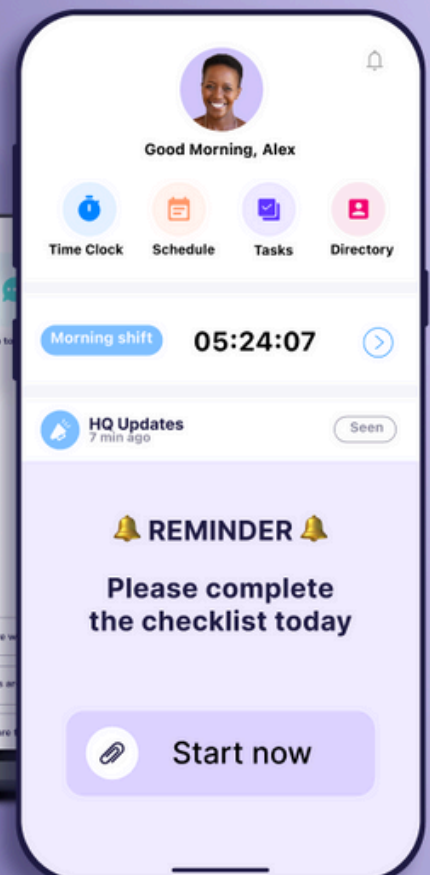 Good Morning, Alex
Time Clock Schedule Tasks Directory
Morning shift 05:24:07
HQ Updates
7 min ago
Seen
🔔 REMINDER 🔔
Please complete
the checklist today
Start now